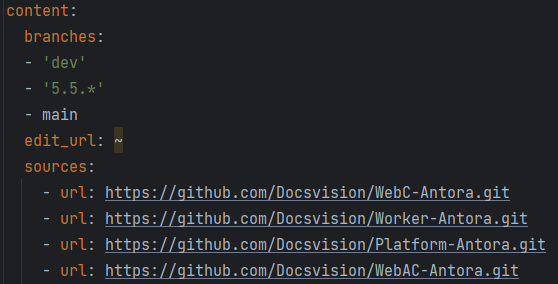 content:
  branches:
  - 'dev'
  - '5.5.*'
  - main
  edit_url: ~
  sources:
    - url: https://github.com/Docsvision/WebC-Antora.git
    - url: https://github.com/Docsvision/Worker-Antora.git
    - url: https://github.com/Docsvision/Platform-Antora.git
    - url: https://github.com/Docsvision/WebAC-Antora.git